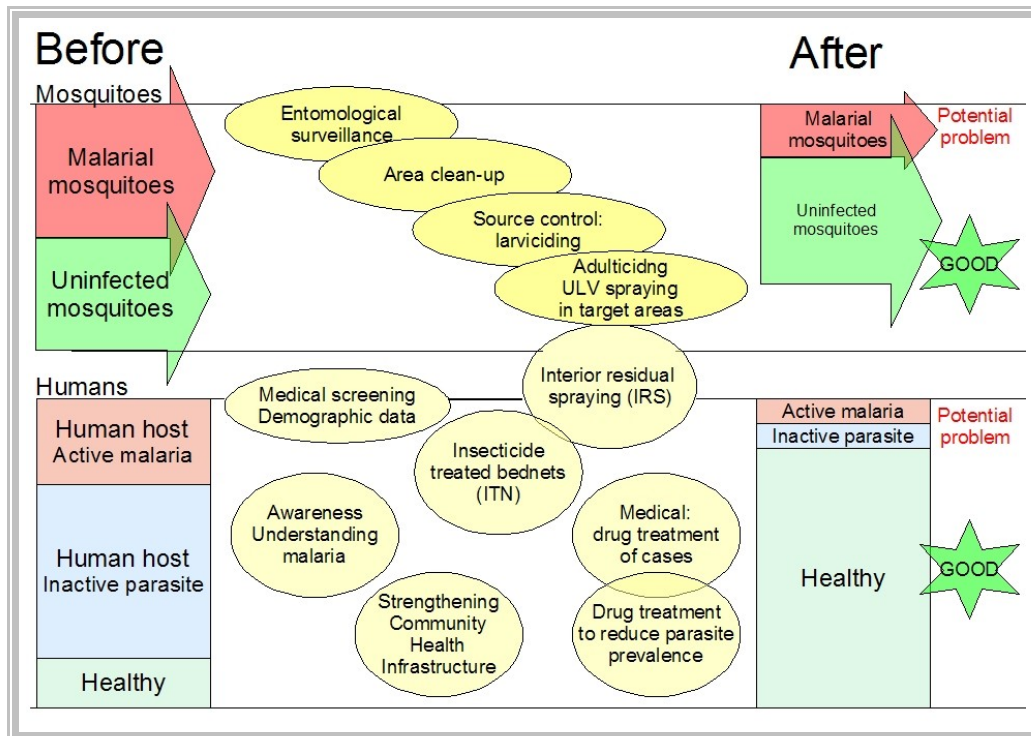 Before
After
Mosquitoes
Malarial
mosquitoes
Uninfected
mosquitoes
Entomological
surveillance
Area clean-up
Source control:
larviciding
Adulticidng
ULV spraying
in target areas
Malarial
mosquitoes
Potential
problem
Uninfected
mosquitoes
GOOD
Humans
Human host
Active malaria
Human host
Inactive parasite
Healthy
Medical screening
Demographic data
Interior residual
spraying (IRS)
Insecticide
treated bednets
(ITN)
Awareness
Understanding
malaria
Medical:
drug treatment
of cases
Strengthening
Community
Health
Infrastructure
Drug treatment
to reduce parasite
prevalence
Active malaria
Inactive parasite
Potential
problem
Healthy
GOOD